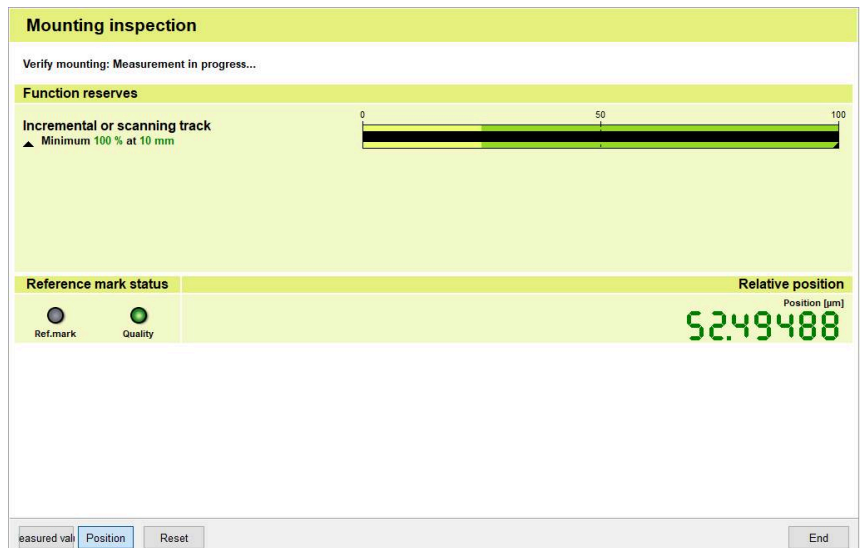 Mounting inspection
Verify mounting: Measurement in progress...
Function reserves
0 50 100
Incremental or scanning track
Minimum 100 % at 10 mm
Reference mark status Relative position
Position [µm]
52.49488
Ref.mark Quality
easured val Position Reset End